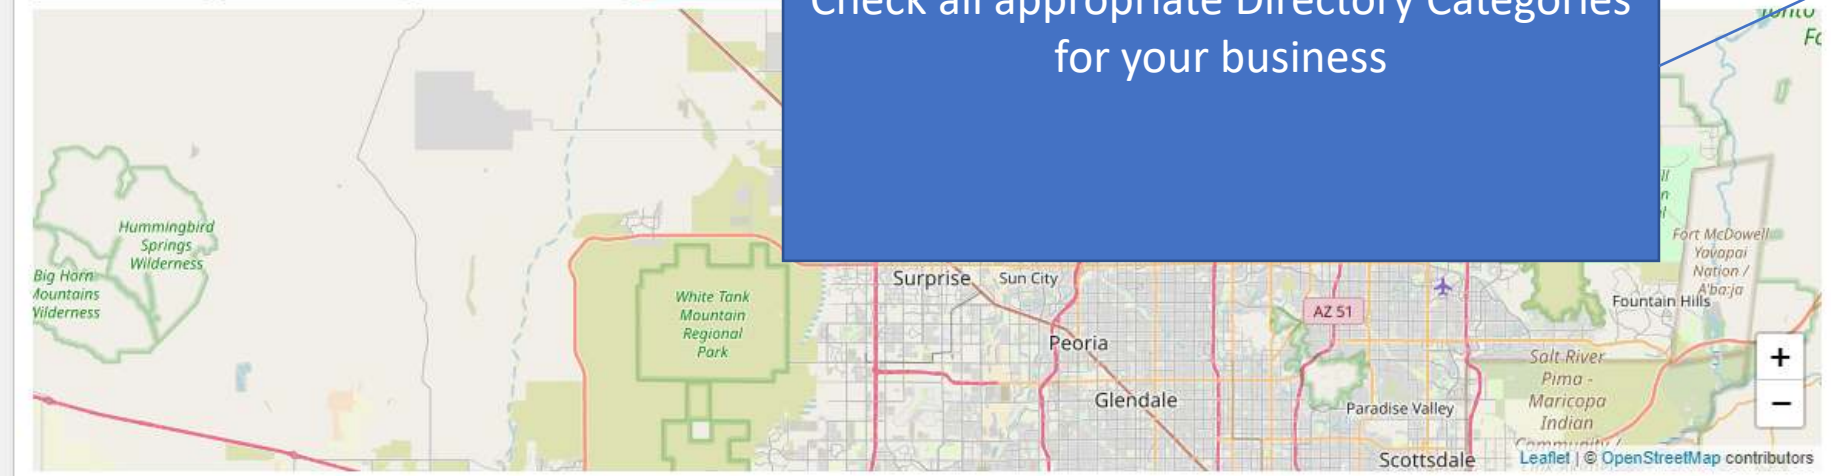 Check all appropriate Directory Categories
for your business
Hummingbird
Springs
Wilderness
Big Horn
Mountains
Wilderness
White Tank
Mountain
Regional
Park
Surprise
Sun City
Peoria
Glendale
AZ 51
Paradise Valley
Scottsdale
Fountain Hills
Tonto
Fort McDowell
Yavapai
Nation /
A'ba:ja
Salt River
Pima -
Maricopa
Indian
Community /
+
−
Leaflet | © OpenStreetMap contributors